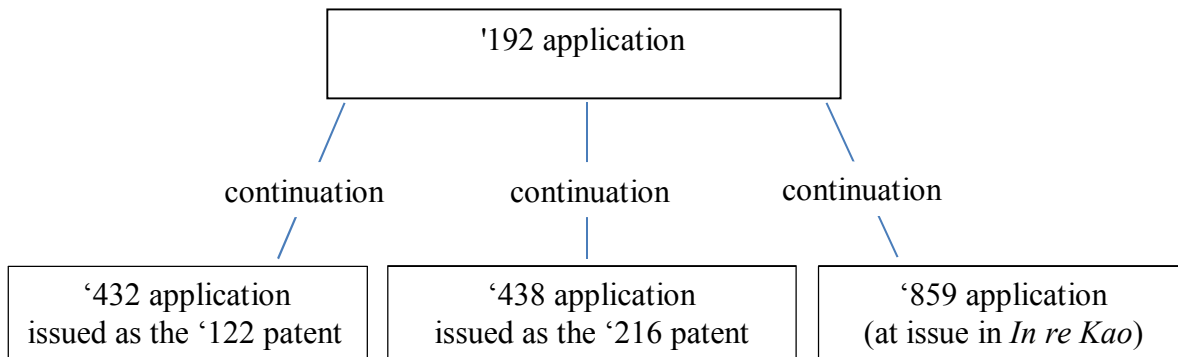 '192 application
continuation
continuation
continuation
‘432 application
issued as the ‘122 patent
‘438 application
issued as the ‘216 patent
‘859 application
(at issue in In re Kao)